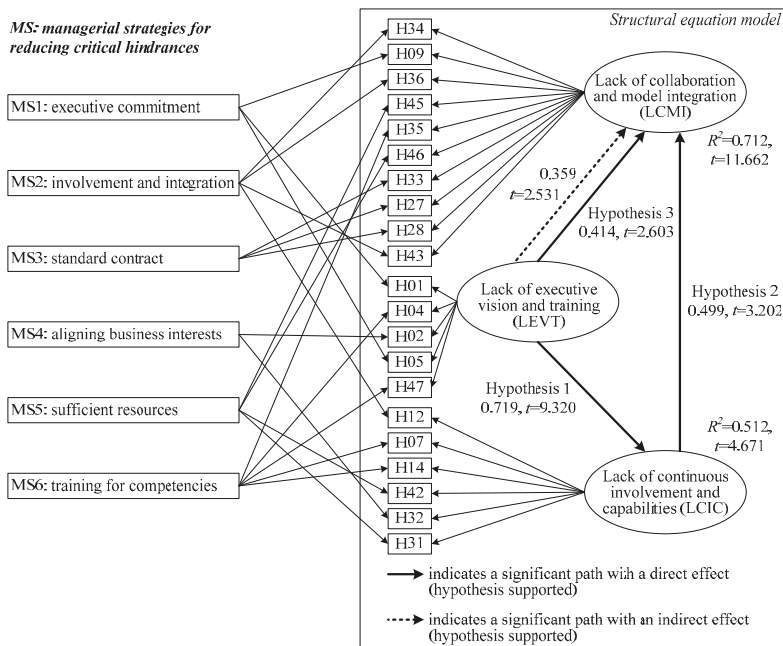 MS: managerial strategies for
reducing critical hindrances
MS1: executive commitment
MS2: involvement and integration
MS3: standard contract
MS4: aligning business interests
MS5: sufficient resources
MS6: training for competencies
Structural equation model
H34
H09
H36
H45
H35
H46
H33
H27
H28
H43
H01
H04
H02
H05
H47
H12
H07
H14
H42
H32
H31
Lack of collaboration
and model integration
(LCMI)
R²=0.712,
t=11.662
0.359
t=2.531
Hypothesis 3
0.414, t=2.603
Lack of executive
vision and training
(LEVT)
Hypothesis 2
0.499, t=3.202
Hypothesis 1
0.719, t=9.320
R²=0.512,
t=4.671
Lack of continuous
involvement and
capabilities (LCIC)
indicates a significant path with a direct effect
(hypothesis supported)
indicates a significant path with an indirect effect
(hypothesis supported)